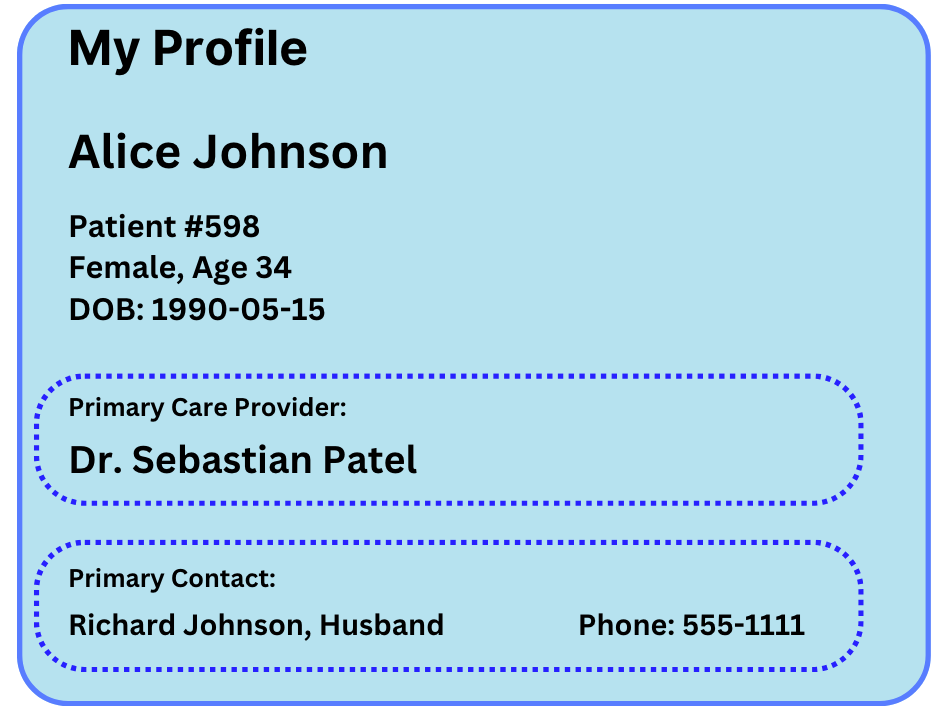 My Profile
Alice Johnson
Patient #598
Female, Age 34
DOB: 1990-05-15
Primary Care Provider:
Dr. Sebastian Patel
Primary Contact:
Richard Johnson, Husband Phone: 555-1111